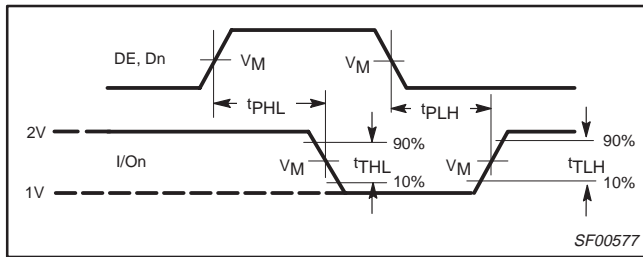 DE, Dn
VM
VM
tPHL
tPLH
2V
90%
90%
I/On
VM
tTHL
VM
tTLH
10%
10%
1V
SF00577